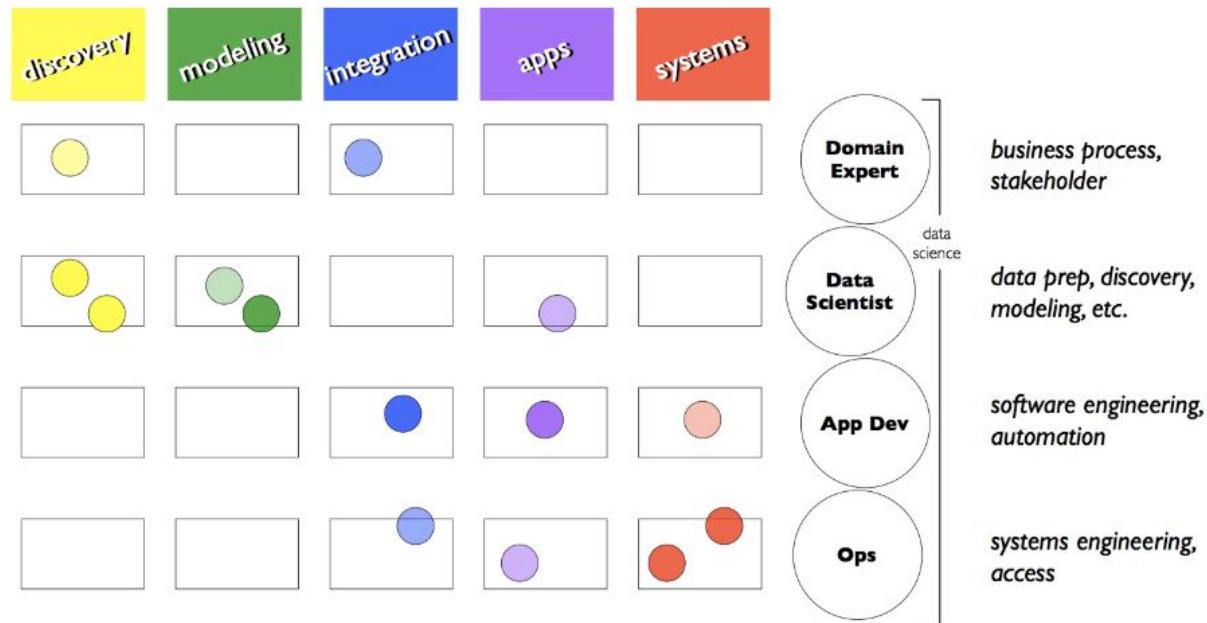 discovery
modeling
integration
apps
systems
Domain
Expert
business process,
stakeholder
data
science
Data
Scientist
data prep, discovery,
modeling, etc.
App Dev
software engineering,
automation
Ops
systems engineering,
access